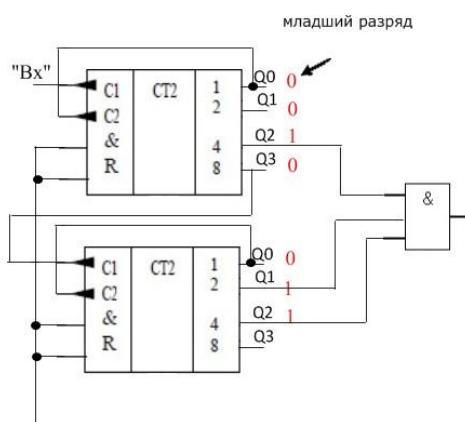 младший разряд
"Вх"
C1 CT2 1 Q0 0
C2 2 Q1 0
& 4 Q2 1
R 8 Q3 0
&
C1 CT2 1 Q0 0
C2 2 Q1 1
& 4 Q2 1
R 8 Q3